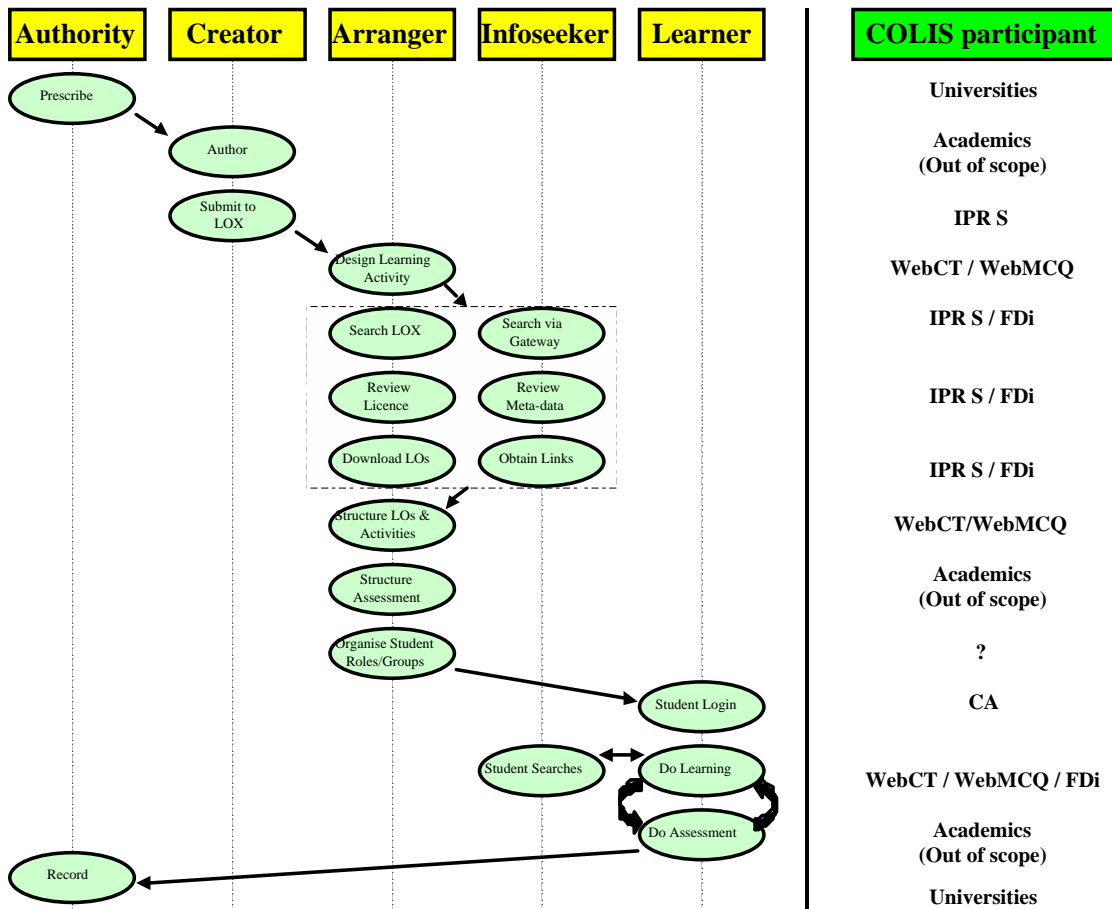 Authority
Creator
Arranger
Infoseeker
Learner
COLIS participant
Prescribe
Universities
Author
Academics
(Out of scope)
Submit to
LOX
IPR S
Design Learning
Activity
WebCT / WebMCQ
Search LOX
Search via
Gateway
IPR S / FDi
Review
Licence
Review
Meta-data
IPR S / FDi
Download LOs
Obtain Links
IPR S / FDi
Structure LOs &
Activities
WebCT/WebMCQ
Structure
Assessment
Academics
(Out of scope)
Organise Student
Roles/Groups
?
Student Login
CA
Student Searches
Do Learning
WebCT / WebMCQ / FDi
Do Assessment
Academics
(Out of scope)
Record
Universities